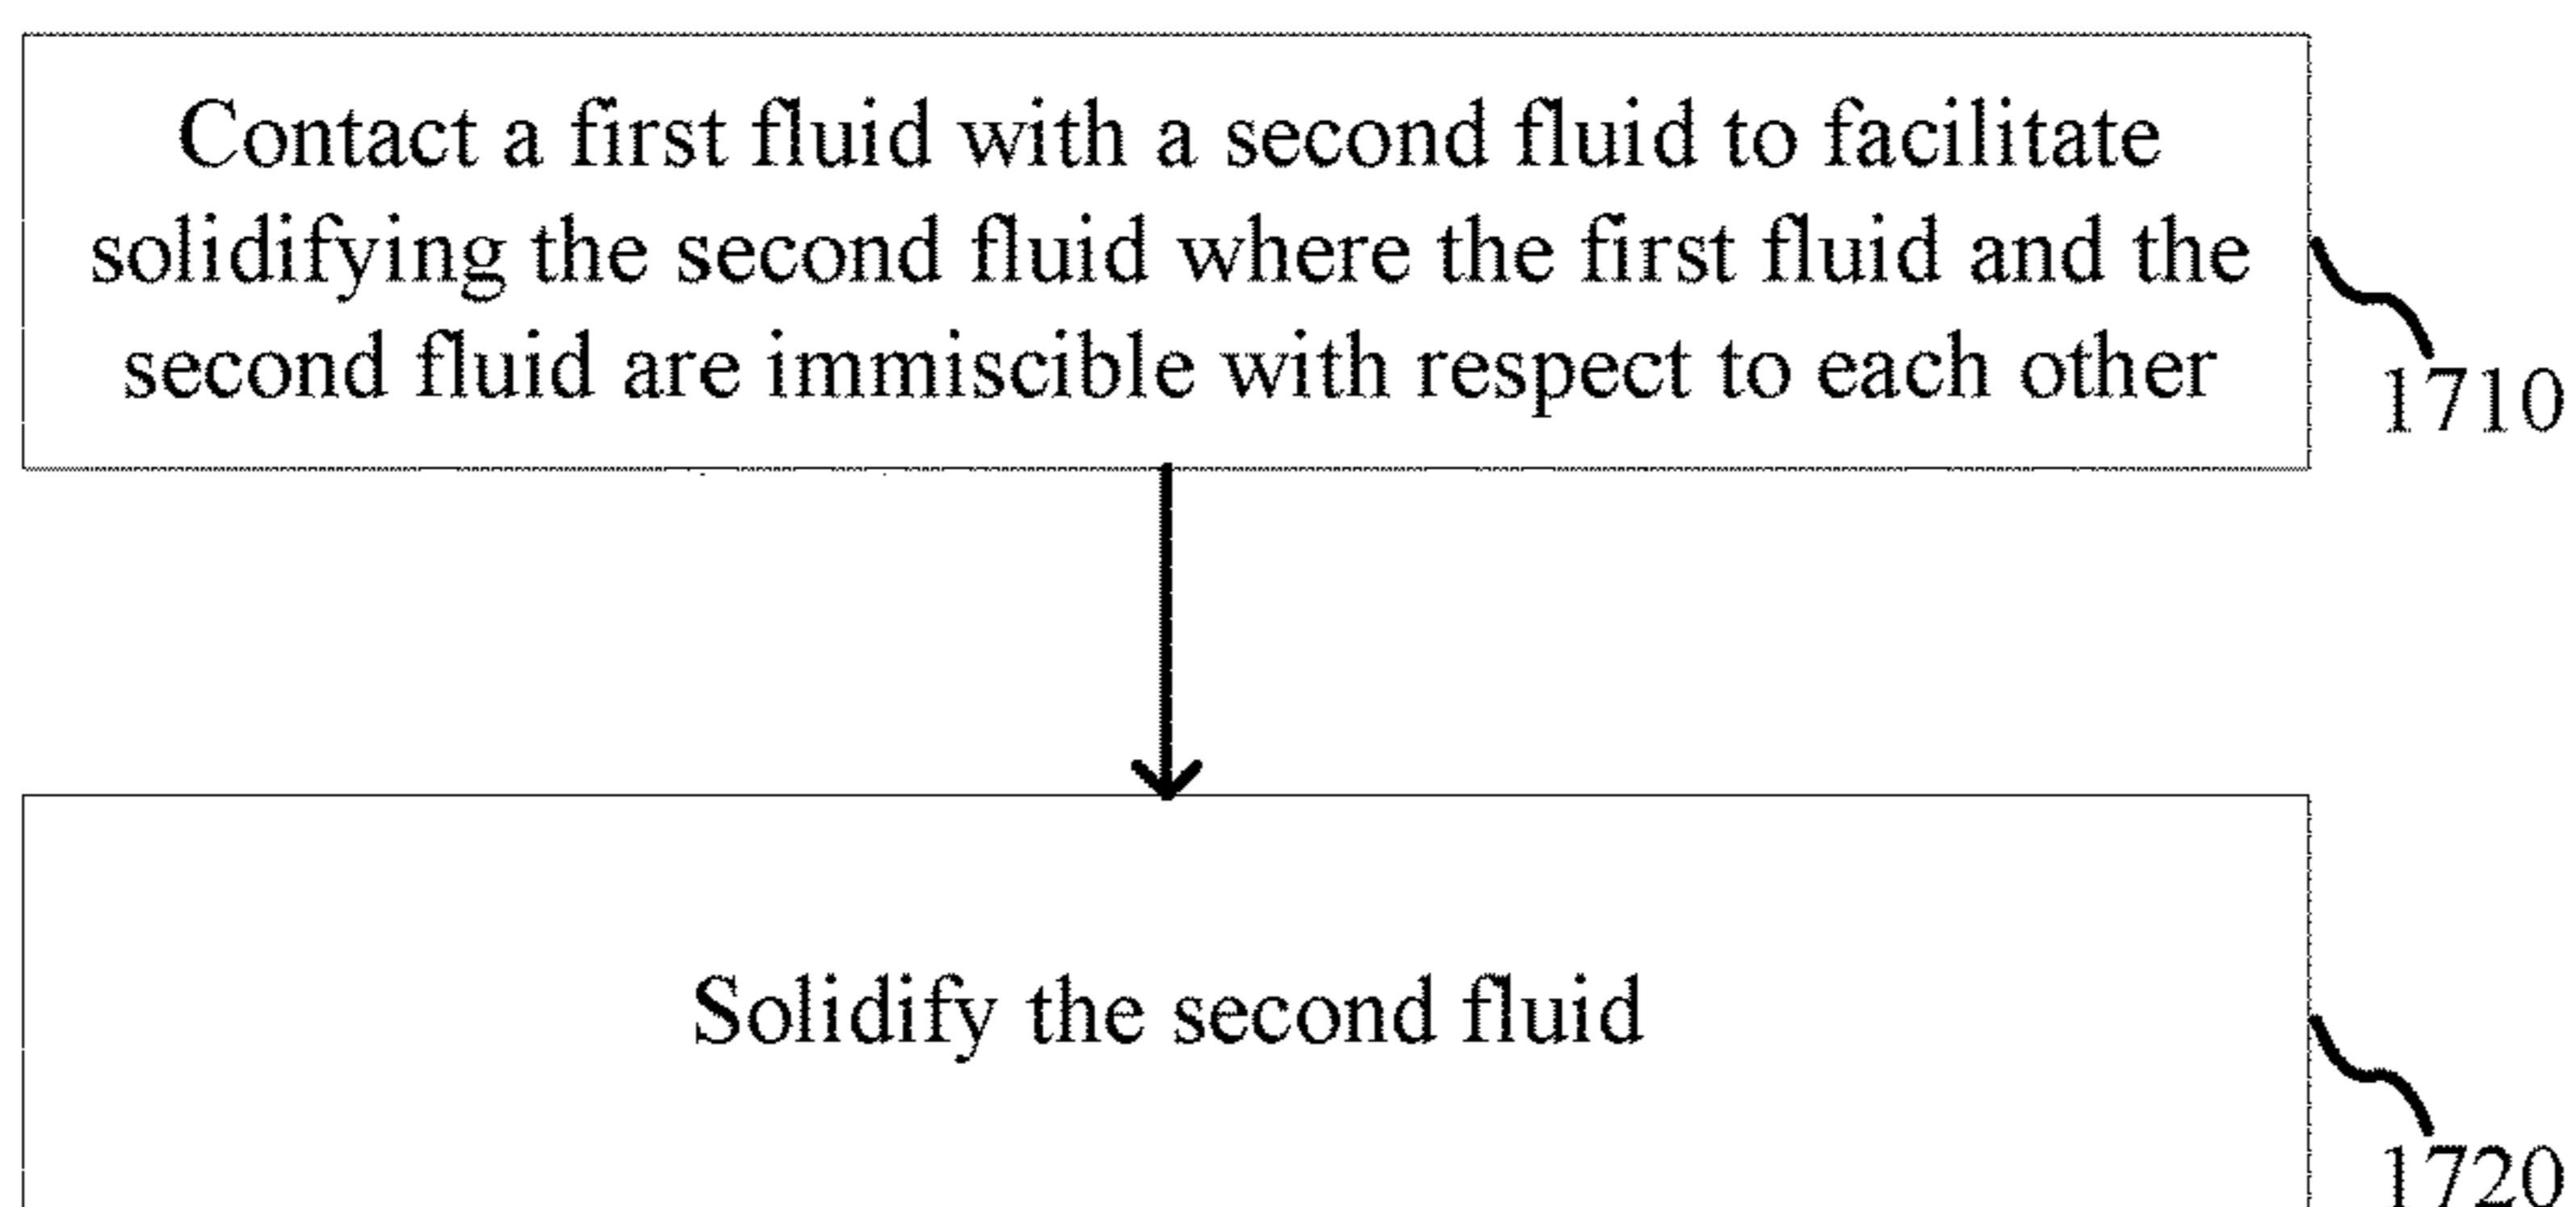 Contact a first fluid with a second fluid to facilitate
solidifying the second fluid where the first fluid and the
second fluid are immiscible with respect to each other
1710
Solidify the second fluid
1720